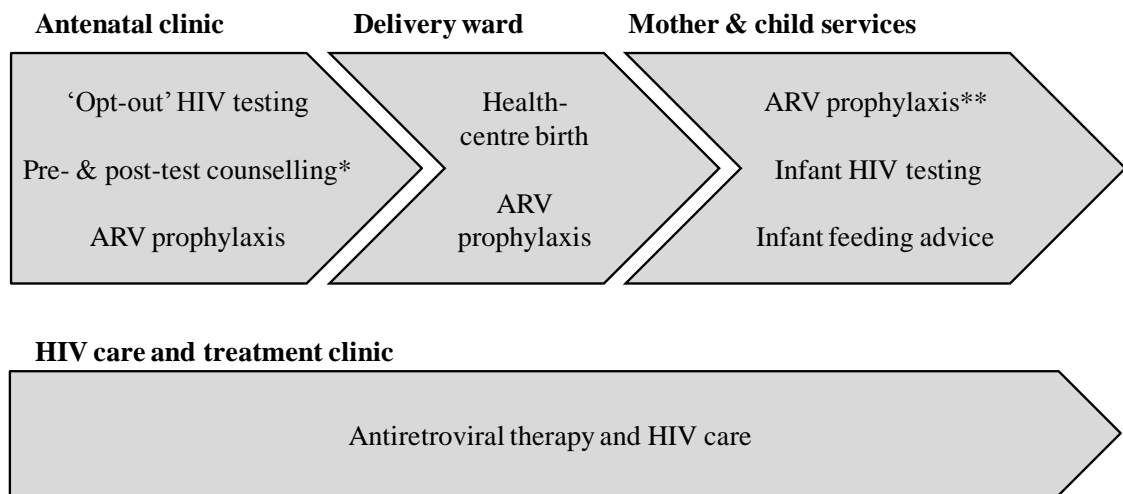 Antenatal clinic
Delivery ward
Mother & child services
‘Opt-out’ HIV testing
Pre- & post-test counselling*
ARV prophylaxis
Health-
centre birth
ARV
prophylaxis
ARV prophylaxis**
Infant HIV testing
Infant feeding advice
HIV care and treatment clinic
Antiretroviral therapy and HIV care